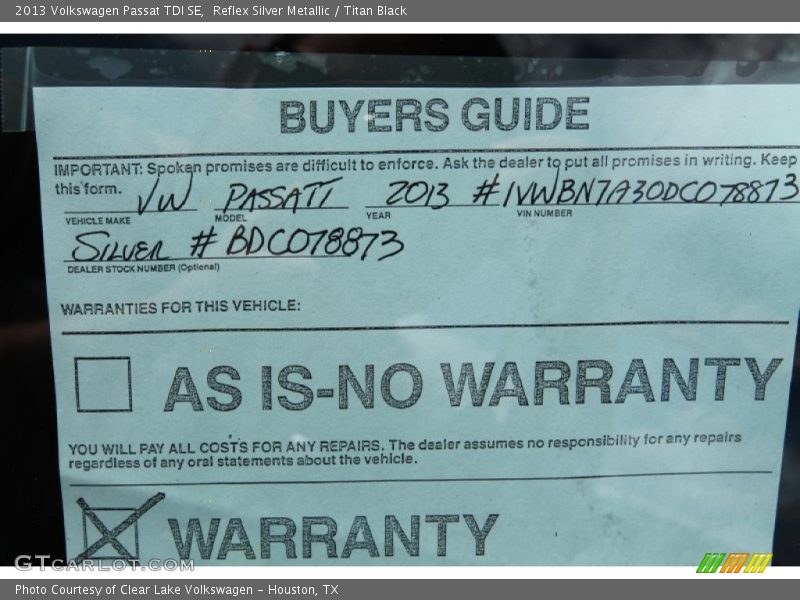 2013 Volkswagen Passat TDI SE,  Reflex Silver Metallic / Titan Black
BUYERS GUIDE
IMPORTANT: Spoken promises are difficult to enforce. Ask the dealer to put all promises in writing. Keep
this form.
VW PASSATT 2013 #1VWBN7A30DC078873
VEHICLE MAKE MODEL YEAR VIN NUMBER
SILVER # BDC078873
DEALER STOCK NUMBER (Optional)
WARRANTIES FOR THIS VEHICLE:
AS IS-NO WARRANTY
YOU WILL PAY ALL COSTS FOR ANY REPAIRS. The dealer assumes no responsibility for any repairs
regardless of any oral statements about the vehicle.
WARRANTY
GTCARLOT.COM
Photo Courtesy of Clear Lake Volkswagen - Houston, TX